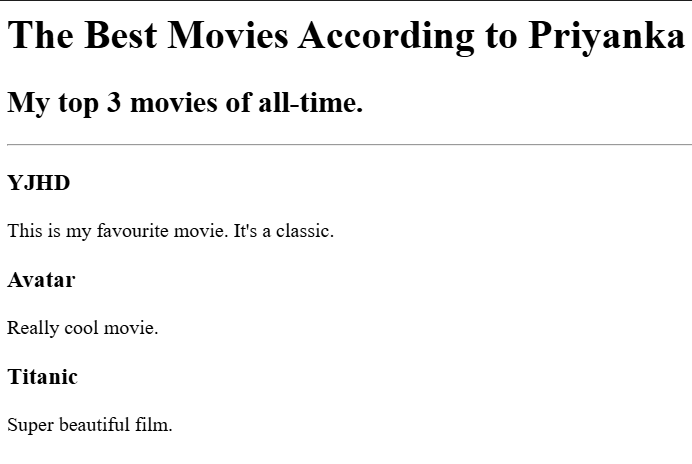 The Best Movies According to Priyanka
My top 3 movies of all-time.
YJHD
This is my favourite movie. It's a classic.
Avatar
Really cool movie.
Titanic
Super beautiful film.